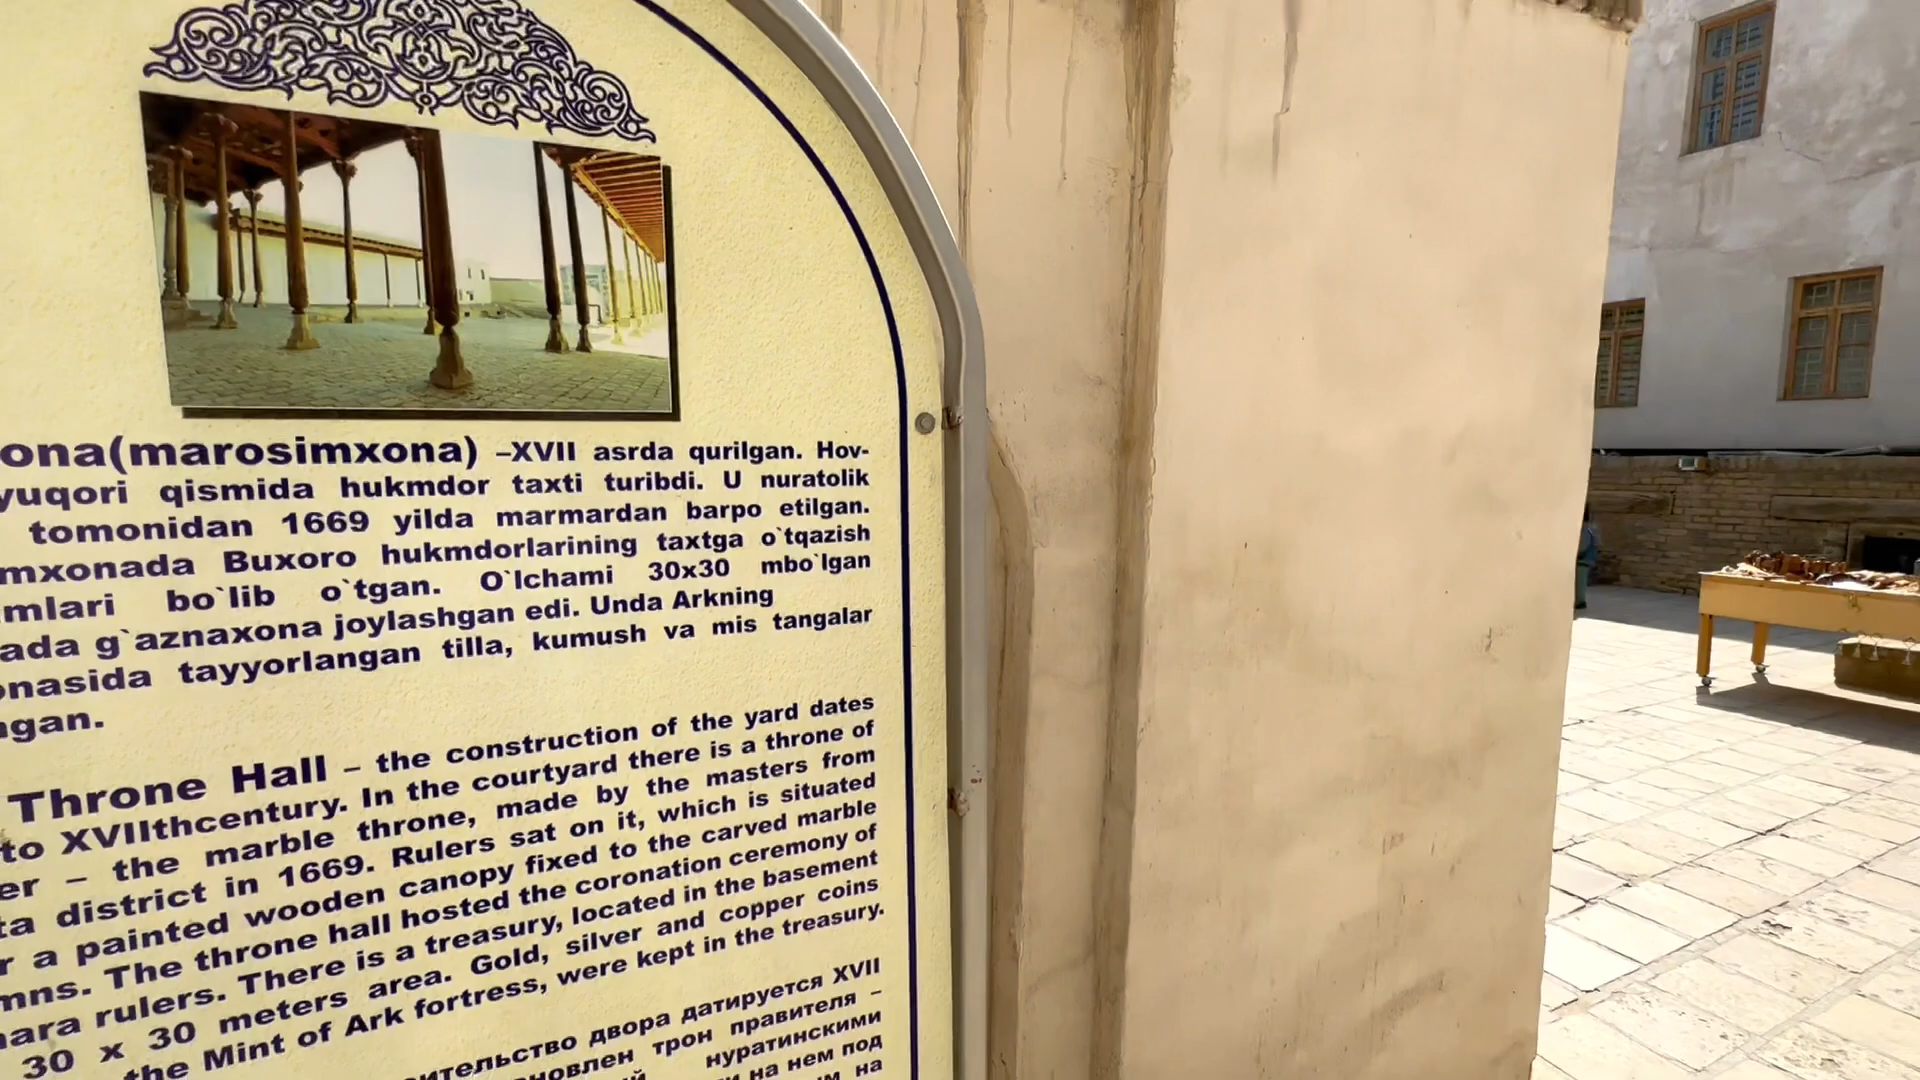 ona(marosimxona) –XVII asrda qurilgan. Hov-
yuqori qismida hukmdor taxti turibdi. U nuratolik
tomonidan 1669 yilda marmardan barpo etilgan.
mxonada Buxoro hukmdorlarining taxtga o`tqazish
mlari bo`lib o`tgan. O`lchami 30x30 mbo`lgan
ada g`aznaxona joylashgan edi. Unda Arkning
onasida tayyorlangan tilla, kumush va mis tangalar
ngan.
Throne Hall – the construction of the yard dates
to XVIIthcentury. In the courtyard there is a throne of
er – the marble throne, made by the masters from
ta district in 1669. Rulers sat on it, which is situated
r a painted wooden canopy fixed to the carved marble
mns. The throne hall hosted the coronation ceremony of
hara rulers. There is a treasury, located in the basement
30 x 30 meters area. Gold, silver and copper coins
the Mint of Ark fortress, were kept in the treasury.
ительство двора датируется XVII
новлен трон правителя –
й нуратинскими
и на нем под
м на